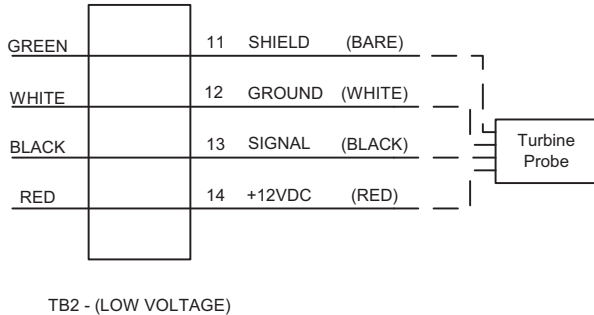 GREEN 11 SHIELD (BARE)
WHITE 12 GROUND (WHITE)
BLACK 13 SIGNAL (BLACK)
RED 14 +12VDC (RED)
Turbine
Probe
TB2 - (LOW VOLTAGE)